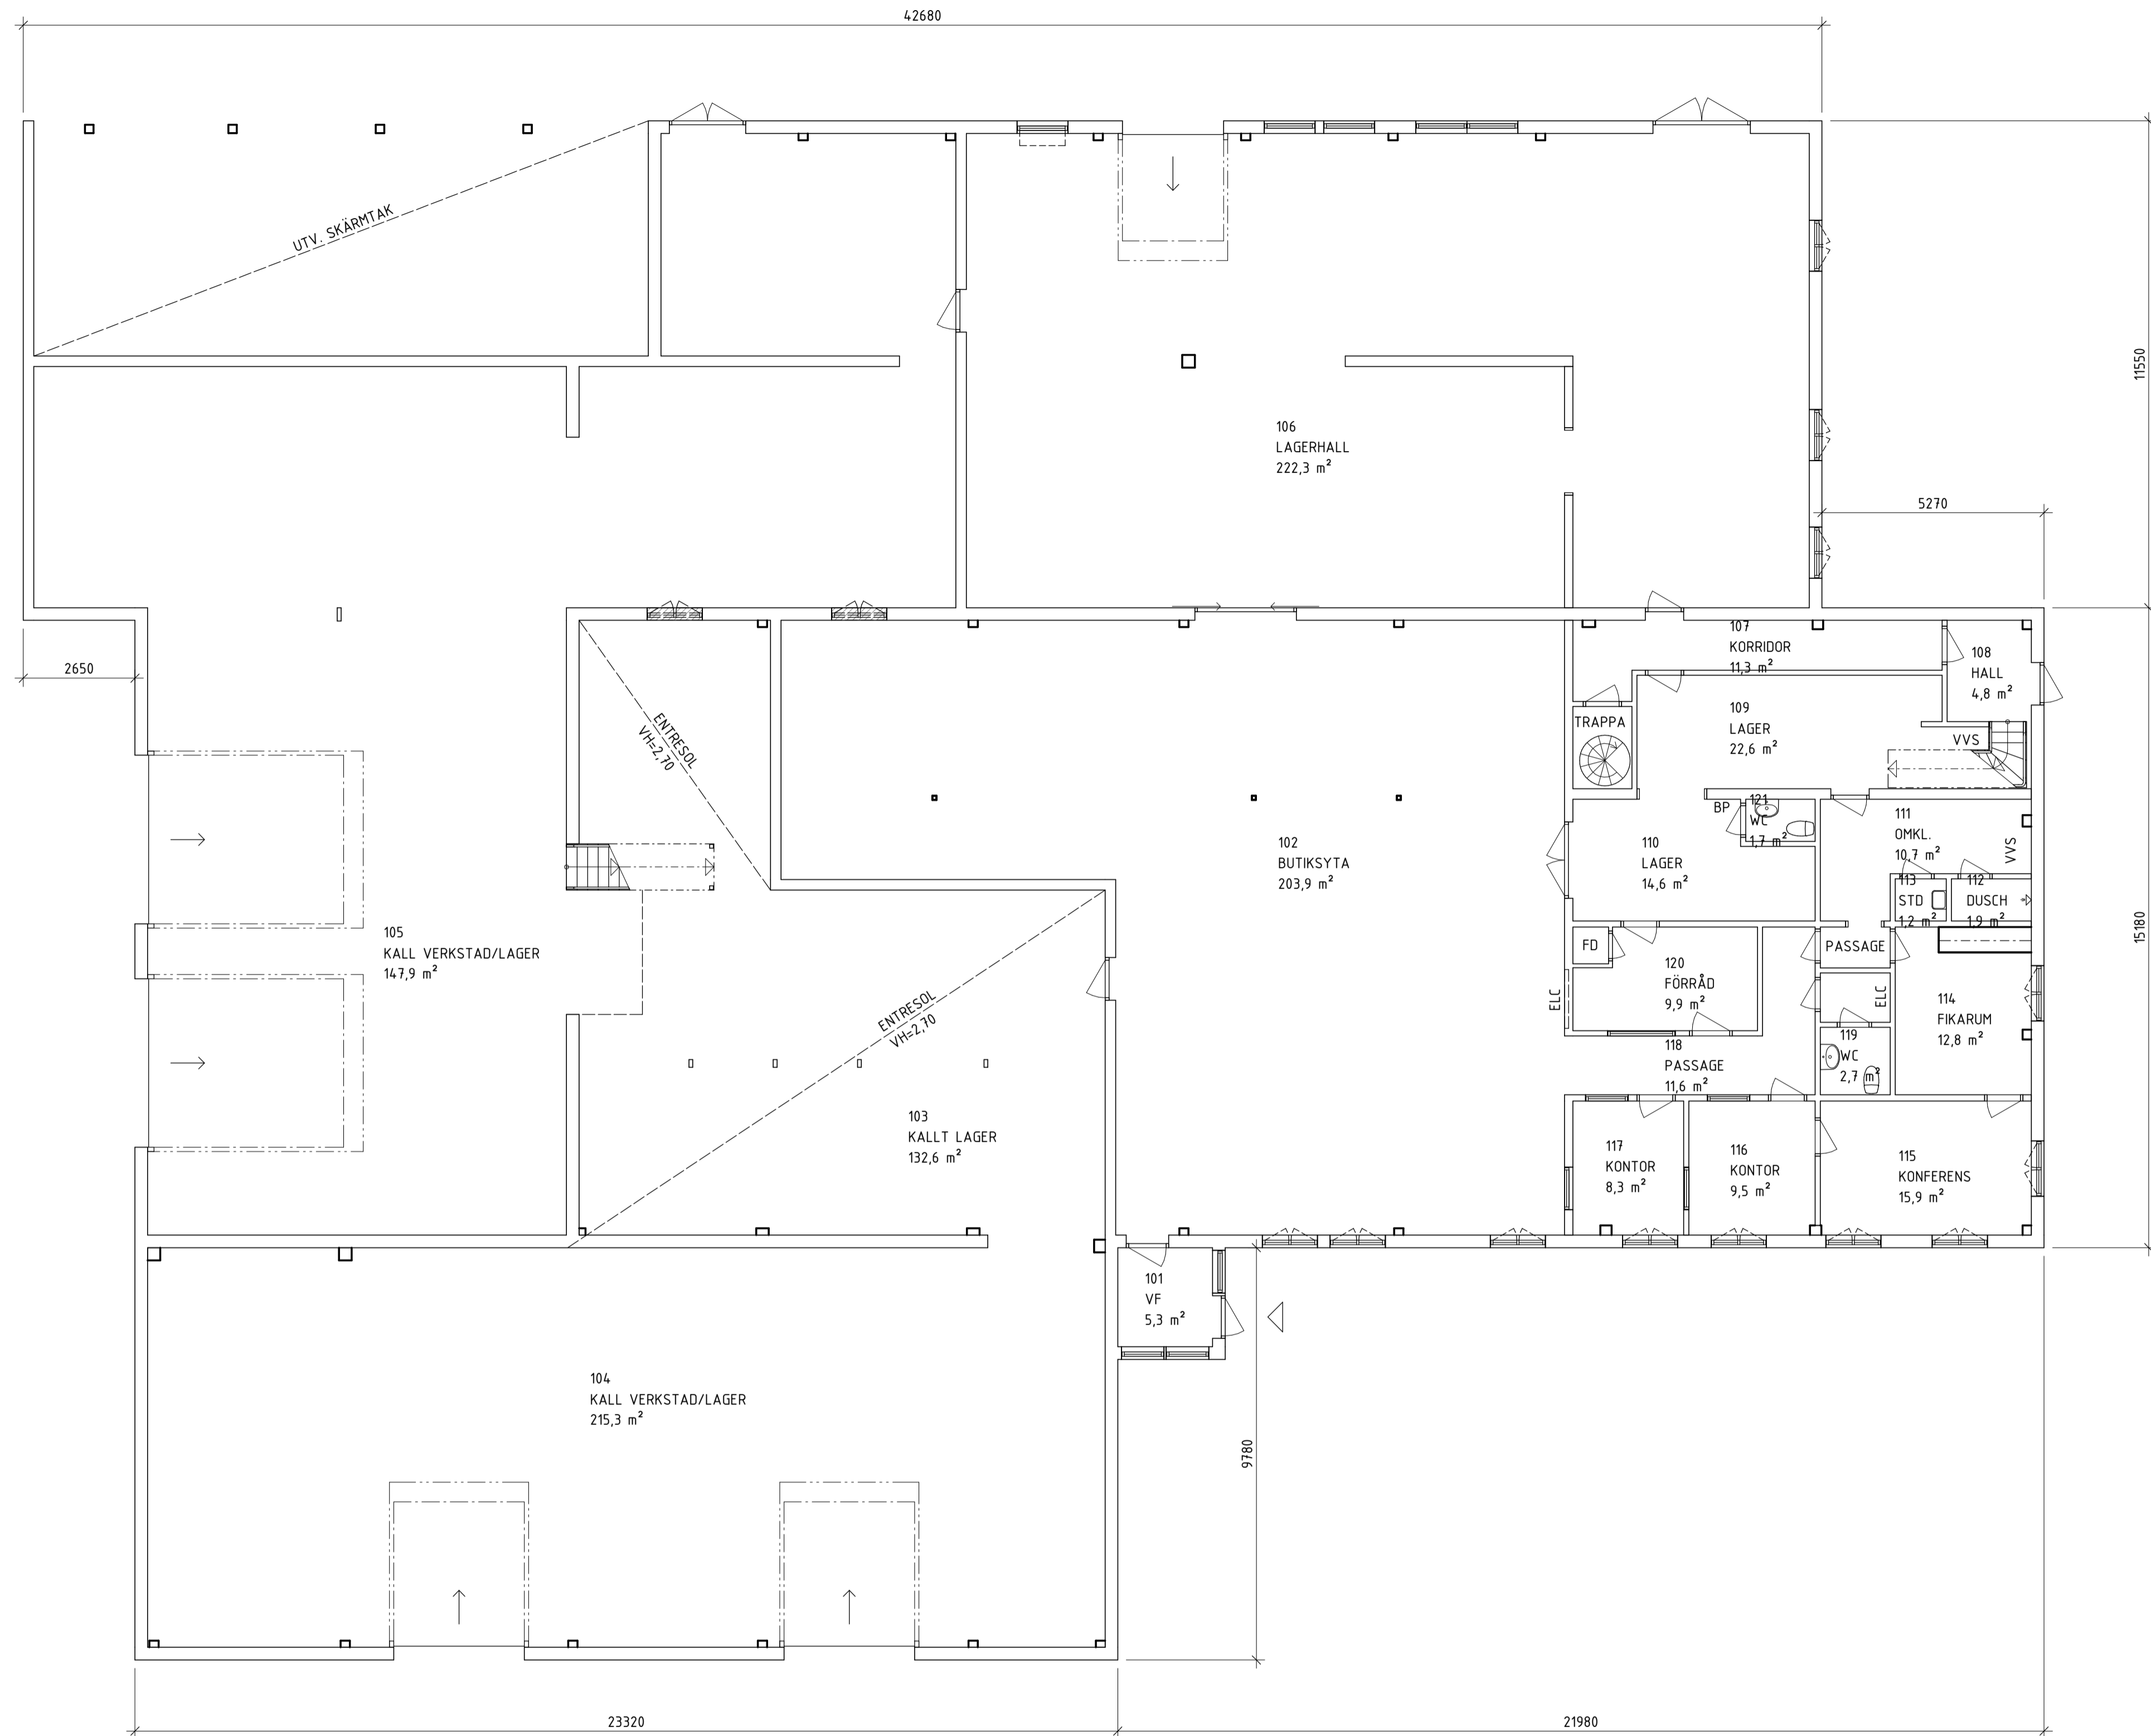 42680
UTV. SKÄRMTAK
11550
106
LAGERHALL
222,3 m²
5270
2650
107
KORRIDOR
11,3 m²
108
HALL
4,8 m²
ENTRESOL
VH=2,70
TRAPPA
109
LAGER
22,6 m²
VVS
BP
121
WC
1,7 m²
102
BUTIKSYTA
203,9 m²
110
LAGER
14,6 m²
111
OMKL.
10,7 m²
VVS
113
STD
1,2 m²
112
DUSCH
1,9 m²
105
KALL VERKSTAD/LAGER
147,9 m²
15180
FD
PASSAGE
120
FÖRRÅD
9,9 m²
ELC
ELC
114
FIKARUM
12,8 m²
ENTRESOL
VH=2,70
119
WC
2,7 m²
118
PASSAGE
11,6 m²
103
KALLT LAGER
132,6 m²
117
KONTOR
8,3 m²
116
KONTOR
9,5 m²
115
KONFERENS
15,9 m²
101
VF
5,3 m²
104
KALL VERKSTAD/LAGER
215,3 m²
9780
23320
21980